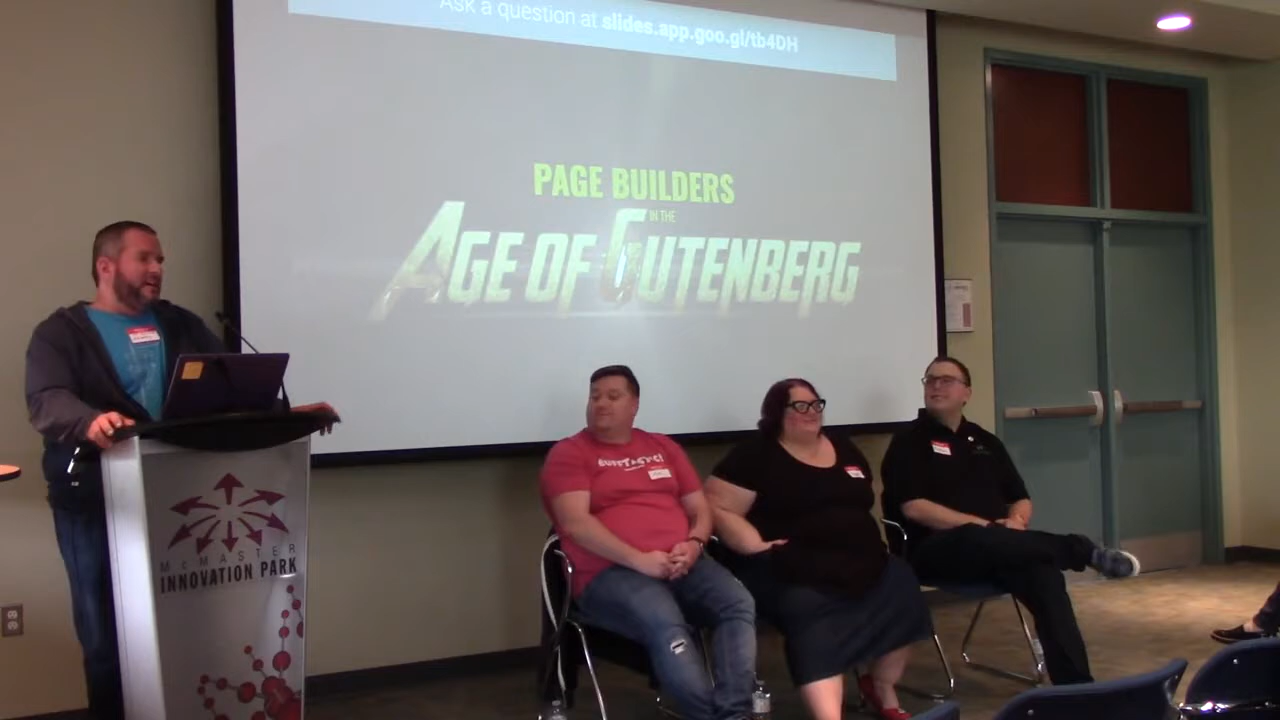 Ask a question at slides.app.goo.gl/tb4DH
PAGE BUILDERS
IN THE
AGE OF GUTENBERG
McMASTER
INNOVATION PARK